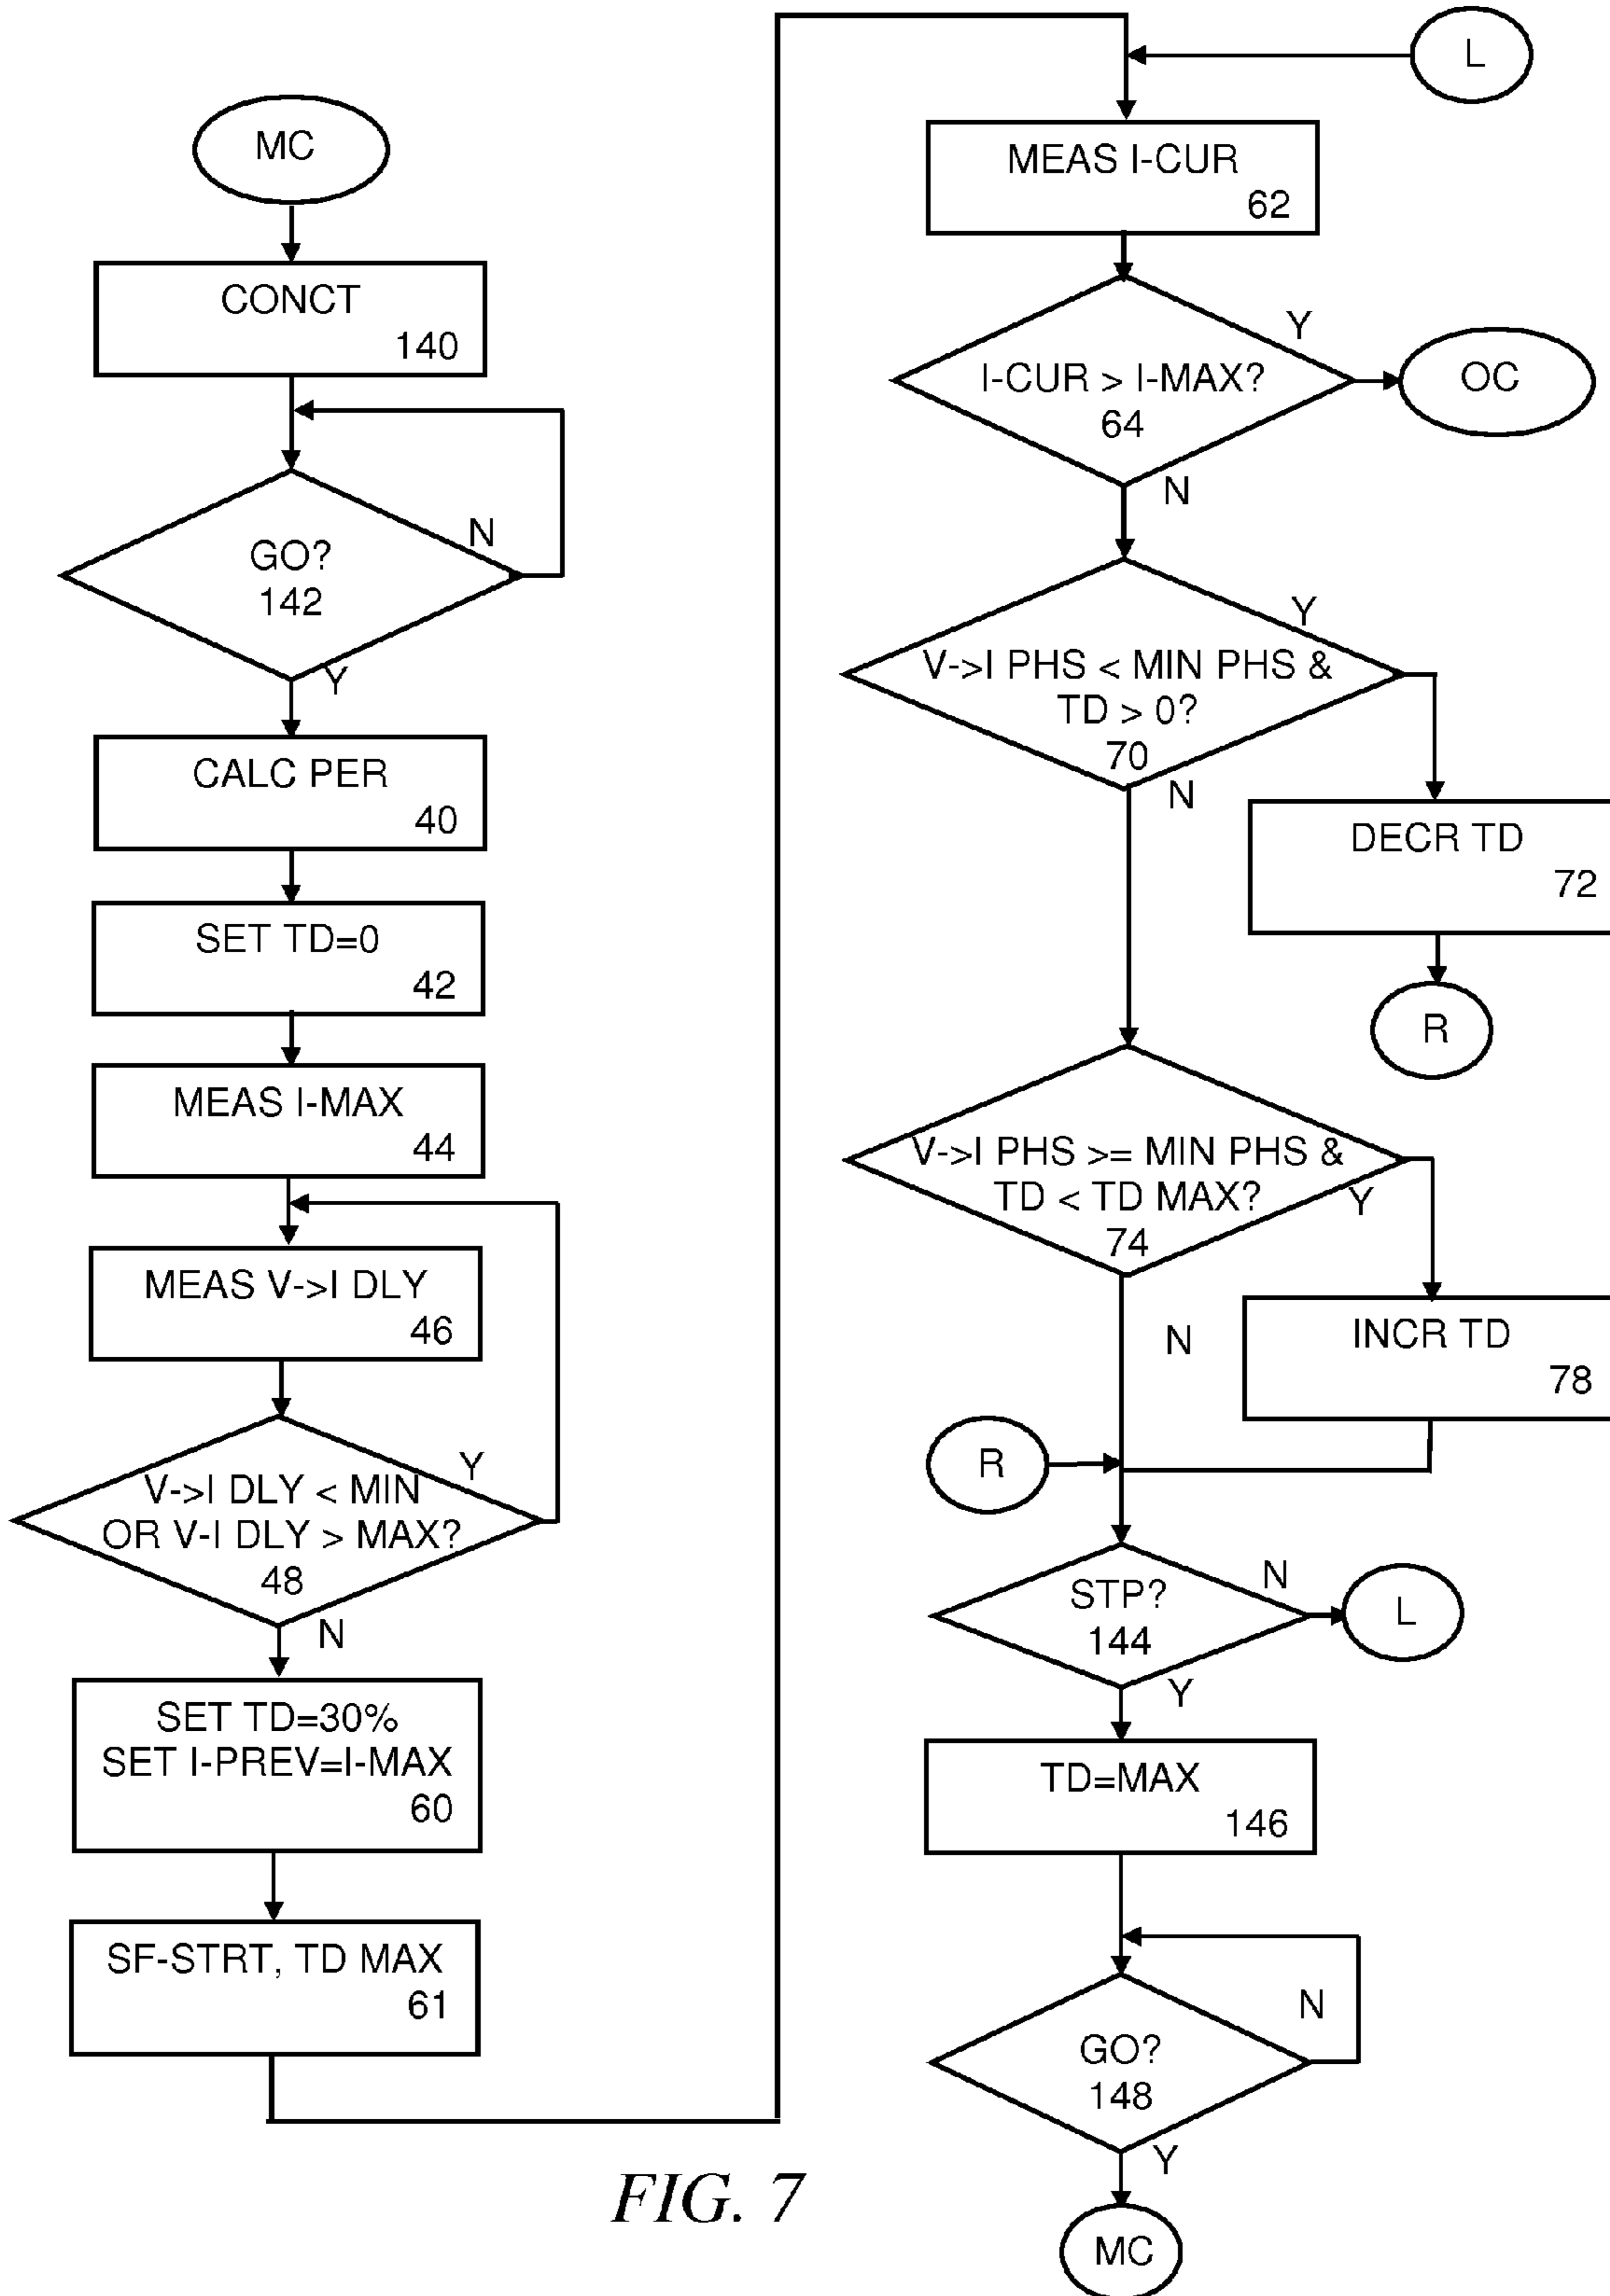 MC
CONCT
140
GO?
142
N
Y
CALC PER
40
SET TD=0
42
MEAS I-MAX
44
MEAS V->I DLY
46
V->I DLY < MIN
OR V-I DLY > MAX?
48
Y
N
SET TD=30%
SET I-PREV=I-MAX
60
SF-STRT, TD MAX
61
L
MEAS I-CUR
62
I-CUR > I-MAX?
64
Y
OC
N
V->I PHS < MIN PHS &
TD > 0?
70
Y
N
DECR TD
72
R
V->I PHS >= MIN PHS &
TD < TD MAX?
74
Y
N
INCR TD
78
R
STP?
144
N
L
Y
TD=MAX
146
GO?
148
N
Y
MC
FIG. 7